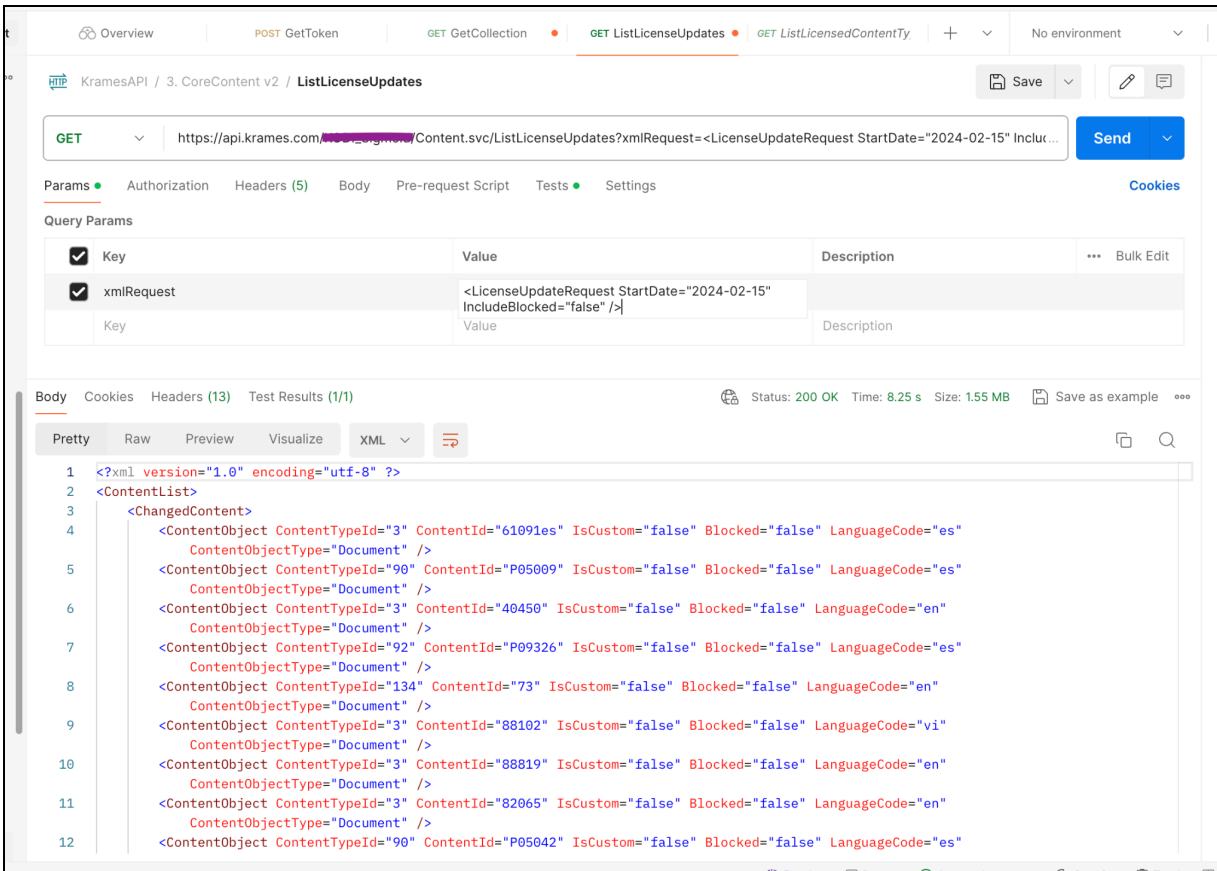 t
Overview
POST GetToken
GET GetCollection
GET ListLicenseUpdates
GET ListLicensedContentTy
No environment
HTTP KramesAPI / 3. CoreContent v2 / ListLicenseUpdates
Save
GET
https://api.krames.com/ /Content.svc/ListLicenseUpdates?xmlRequest=<LicenseUpdateRequest StartDate="2024-02-15" Incluc...
Send
Params Authorization Headers (5) Body Pre-request Script Tests Settings
Cookies
Query Params
Key Value Description ••• Bulk Edit
xmlRequest
<LicenseUpdateRequest StartDate="2024-02-15"
IncludeBlocked="false" />
Key Value Description
Body Cookies Headers (13) Test Results (1/1) Status: 200 OK Time: 8.25 s Size: 1.55 MB Save as example
Pretty Raw Preview Visualize XML
1 <?xml version="1.0" encoding="utf-8" ?>
2 <ContentList>
3 <ChangedContent>
4 <ContentObject ContentTypeId="3" ContentId="61091es" IsCustom="false" Blocked="false" LanguageCode="es"
ContentObjectType="Document" />
5 <ContentObject ContentTypeId="90" ContentId="P05009" IsCustom="false" Blocked="false" LanguageCode="es"
ContentObjectType="Document" />
6 <ContentObject ContentTypeId="3" ContentId="40450" IsCustom="false" Blocked="false" LanguageCode="en"
ContentObjectType="Document" />
7 <ContentObject ContentTypeId="92" ContentId="P09326" IsCustom="false" Blocked="false" LanguageCode="es"
ContentObjectType="Document" />
8 <ContentObject ContentTypeId="134" ContentId="73" IsCustom="false" Blocked="false" LanguageCode="en"
ContentObjectType="Document" />
9 <ContentObject ContentTypeId="3" ContentId="88102" IsCustom="false" Blocked="false" LanguageCode="vi"
ContentObjectType="Document" />
10 <ContentObject ContentTypeId="3" ContentId="88819" IsCustom="false" Blocked="false" LanguageCode="en"
ContentObjectType="Document" />
11 <ContentObject ContentTypeId="3" ContentId="82065" IsCustom="false" Blocked="false" LanguageCode="en"
ContentObjectType="Document" />
12 <ContentObject ContentTypeId="90" ContentId="P05042" IsCustom="false" Blocked="false" LanguageCode="es"